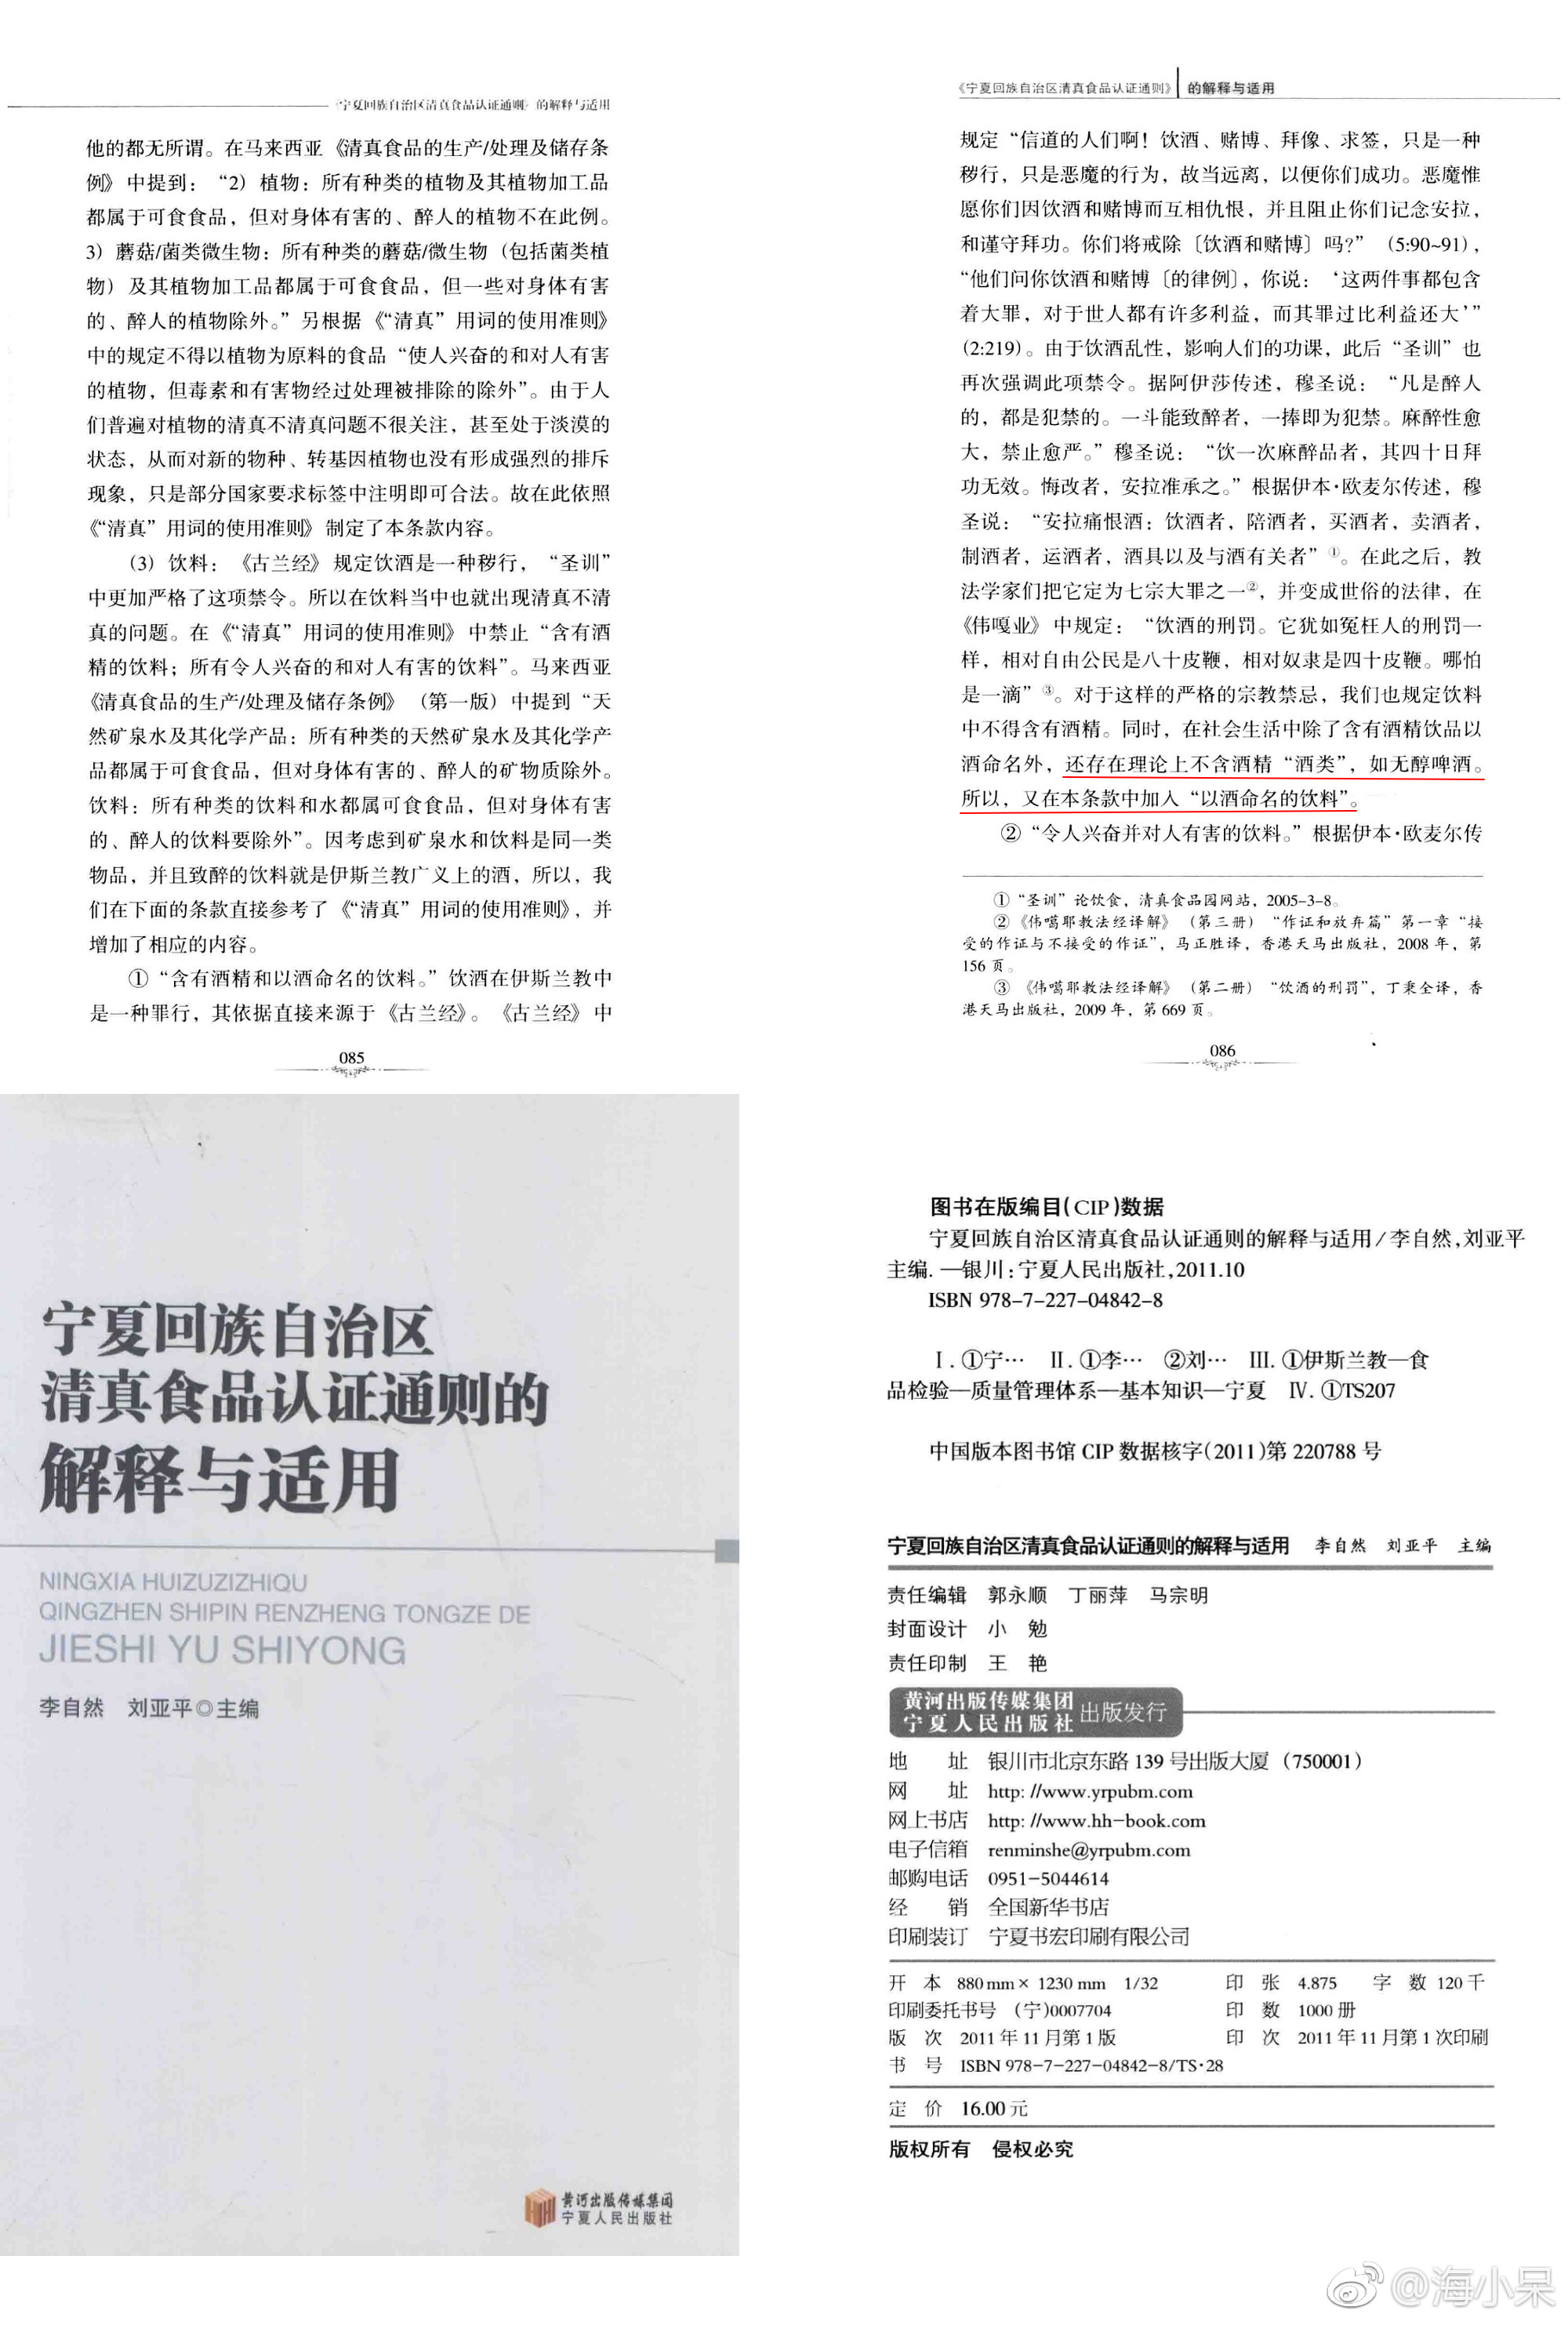 《宁夏回族自治区清真食品认证通则》的解释与适用
他的都无所谓。在马来西亚《清真食品的生产/处理及储存条
例》中提到：“2）植物：所有种类的植物及其植物加工品
都属于可食食品，但对身体有害的、醉人的植物不在此例。
3）蘑菇/菌类微生物：所有种类的蘑菇/微生物（包括菌类植
物）及其植物加工品都属于可食食品，但一些对身体有害
的、醉人的植物除外。”另根据《“清真”用词的使用准则》
中的规定不得以植物为原料的食品“使人兴奋的和对人有害
的植物，但毒素和有害物经过处理被排除的除外”。由于人
们普遍对植物的清真不清真问题不很关注，甚至处于淡漠的
状态，从而对新的物种、转基因植物也没有形成强烈的排斥
现象，只是部分国家要求标签中注明即可合法。故在此依照
《“清真”用词的使用准则》制定了本条款内容。
（3）饮料：《古兰经》规定饮酒是一种秽行，“圣训”
中更加严格了这项禁令。所以在饮料当中也就出现清真不清
真的问题。在《“清真”用词的使用准则》中禁止“含有酒
精的饮料；所有令人兴奋的和对人有害的饮料”。马来西亚
《清真食品的生产/处理及储存条例》（第一版）中提到“天
然矿泉水及其化学产品：所有种类的天然矿泉水及其化学产
品都属于可食食品，但对身体有害的、醉人的矿物质除外。
饮料：所有种类的饮料和水都属可食食品，但对身体有害
的、醉人的饮料要除外”。因考虑到矿泉水和饮料是同一类
物品，并且致醉的饮料就是伊斯兰教广义上的酒，所以，我
们在下面的条款直接参考了《“清真”用词的使用准则》，并
增加了相应的内容。
①“含有酒精和以酒命名的饮料。”饮酒在伊斯兰教中
是一种罪行，其依据直接来源于《古兰经》。《古兰经》中
085
《宁夏回族自治区清真食品认证通则》的解释与适用
规定“信道的人们啊！饮酒、赌博、拜像、求签，只是一种
秽行，只是恶魔的行为，故当远离，以便你们成功。恶魔惟
愿你们因饮酒和赌博而互相仇恨，并且阻止你们记念安拉，
和谨守拜功。你们将戒除〔饮酒和赌博〕吗？”（5:90~91），
“他们问你饮酒和赌博〔的律例〕，你说：‘这两件事都包含
着大罪，对于世人都有许多利益，而其罪过比利益还大’”
(2:219)。由于饮酒乱性，影响人们的功课，此后“圣训”也
再次强调此项禁令。据阿伊莎传述，穆圣说：“凡是醉人
的，都是犯禁的。一斗能致醉者，一捧即为犯禁。麻醉性愈
大，禁止愈严。”穆圣说：“饮一次麻醉品者，其四十日拜
功无效。悔改者，安拉准承之。”根据伊本·欧麦尔传述，穆
圣说：“安拉痛恨酒：饮酒者，陪酒者，买酒者，卖酒者，
制酒者，运酒者，酒具以及与酒有关者”①。在此之后，教
法学家们把它定为七宗大罪之一②，并变成世俗的法律，在
《伟嘎业》中规定：“饮酒的刑罚。它犹如冤枉人的刑罚一
样，相对自由公民是八十皮鞭，相对奴隶是四十皮鞭。哪怕
是一滴”③。对于这样的严格的宗教禁忌，我们也规定饮料
中不得含有酒精。同时，在社会生活中除了含有酒精饮品以
酒命名外，还存在理论上不含酒精“酒类”，如无醇啤酒。
所以，又在本条款中加入“以酒命名的饮料”。
②“令人兴奋并对人有害的饮料。”根据伊本·欧麦尔传
①“圣训”论饮食，清真食品园网站，2005-3-8。
②《伟噶耶教法经译解》（第三册）“作证和放弃篇”第一章“接
受的作证与不接受的作证”，马正胜译，香港天马出版社，2008年，第
156页。
③《伟噶耶教法经译解》（第二册）“饮酒的刑罚”，丁秉全译，香
港天马出版社，2009年，第669页。
086
宁夏回族自治区
清真食品认证通则的
解释与适用
NINGXIA HUIZUZIZHIQU
QINGZHEN SHIPIN RENZHENG TONGZE DE
JIESHI YU SHIYONG
李自然 刘亚平◎主编
黄河出版传媒集团
宁夏人民出版社
图书在版编目(CIP)数据
宁夏回族自治区清真食品认证通则的解释与适用/李自然,刘亚平
主编.—银川:宁夏人民出版社,2011.10
ISBN 978-7-227-04842-8
Ⅰ.①宁… Ⅱ.①李… ②刘… Ⅲ.①伊斯兰教—食
品检验—质量管理体系—基本知识—宁夏 Ⅳ.①TS207
中国版本图书馆CIP数据核字(2011)第220788号
宁夏回族自治区清真食品认证通则的解释与适用 李自然 刘亚平 主编
责任编辑 郭永顺 丁丽萍 马宗明
封面设计 小 勉
责任印制 王 艳
黄河出版传媒集团
宁夏人民出版社 出版发行
地 址 银川市北京东路139号出版大厦（750001）
网 址 http: //www.yrpubm.com
网上书店 http: //www.hh-book.com
电子信箱 renminshe@yrpubm.com
邮购电话 0951-5044614
经 销 全国新华书店
印刷装订 宁夏书宏印刷有限公司
开 本 880 mm× 1230 mm 1/32 印 张 4.875 字 数 120千
印刷委托书号 （宁)0007704 印 数 1000册
版 次 2011年11月第1版 印 次 2011年11月第1次印刷
书 号 ISBN 978-7-227-04842-8/TS·28
定 价 16.00元
版权所有 侵权必究
@海小呆